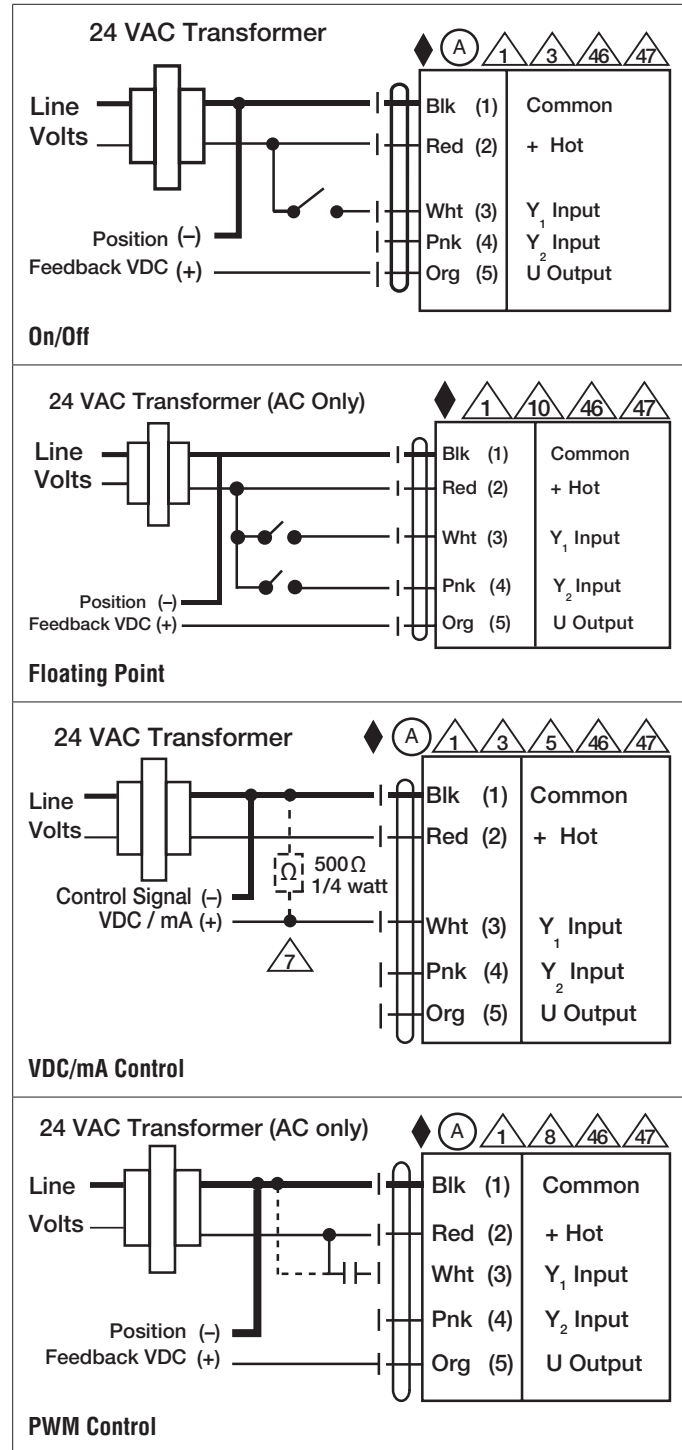 24 VAC Transformer
A 1 3 46 47
Line
Volts
Blk (1) Common
Red (2) + Hot
Wht (3) Y1 Input
Position (–)
Pnk (4) Y2 Input
Feedback VDC (+)
Org (5) U Output
On/Off
24 VAC Transformer (AC Only)
1 10 46 47
Line
Volts
Blk (1) Common
Red (2) + Hot
Wht (3) Y1 Input
Pnk (4) Y2 Input
Position (–)
Feedback VDC (+)
Org (5) U Output
Floating Point
24 VAC Transformer
A 1 3 5 46 47
Line
Volts
Blk (1) Common
Red (2) + Hot
Ω 500Ω
1/4 watt
Control Signal (–)
VDC / mA (+)
Wht (3) Y1 Input
7
Pnk (4) Y2 Input
Org (5) U Output
VDC/mA Control
24 VAC Transformer (AC only)
A 1 8 46 47
Line
Volts
Blk (1) Common
Red (2) + Hot
Wht (3) Y1 Input
Pnk (4) Y2 Input
Position (–)
Feedback VDC (+)
Org (5) U Output
PWM Control